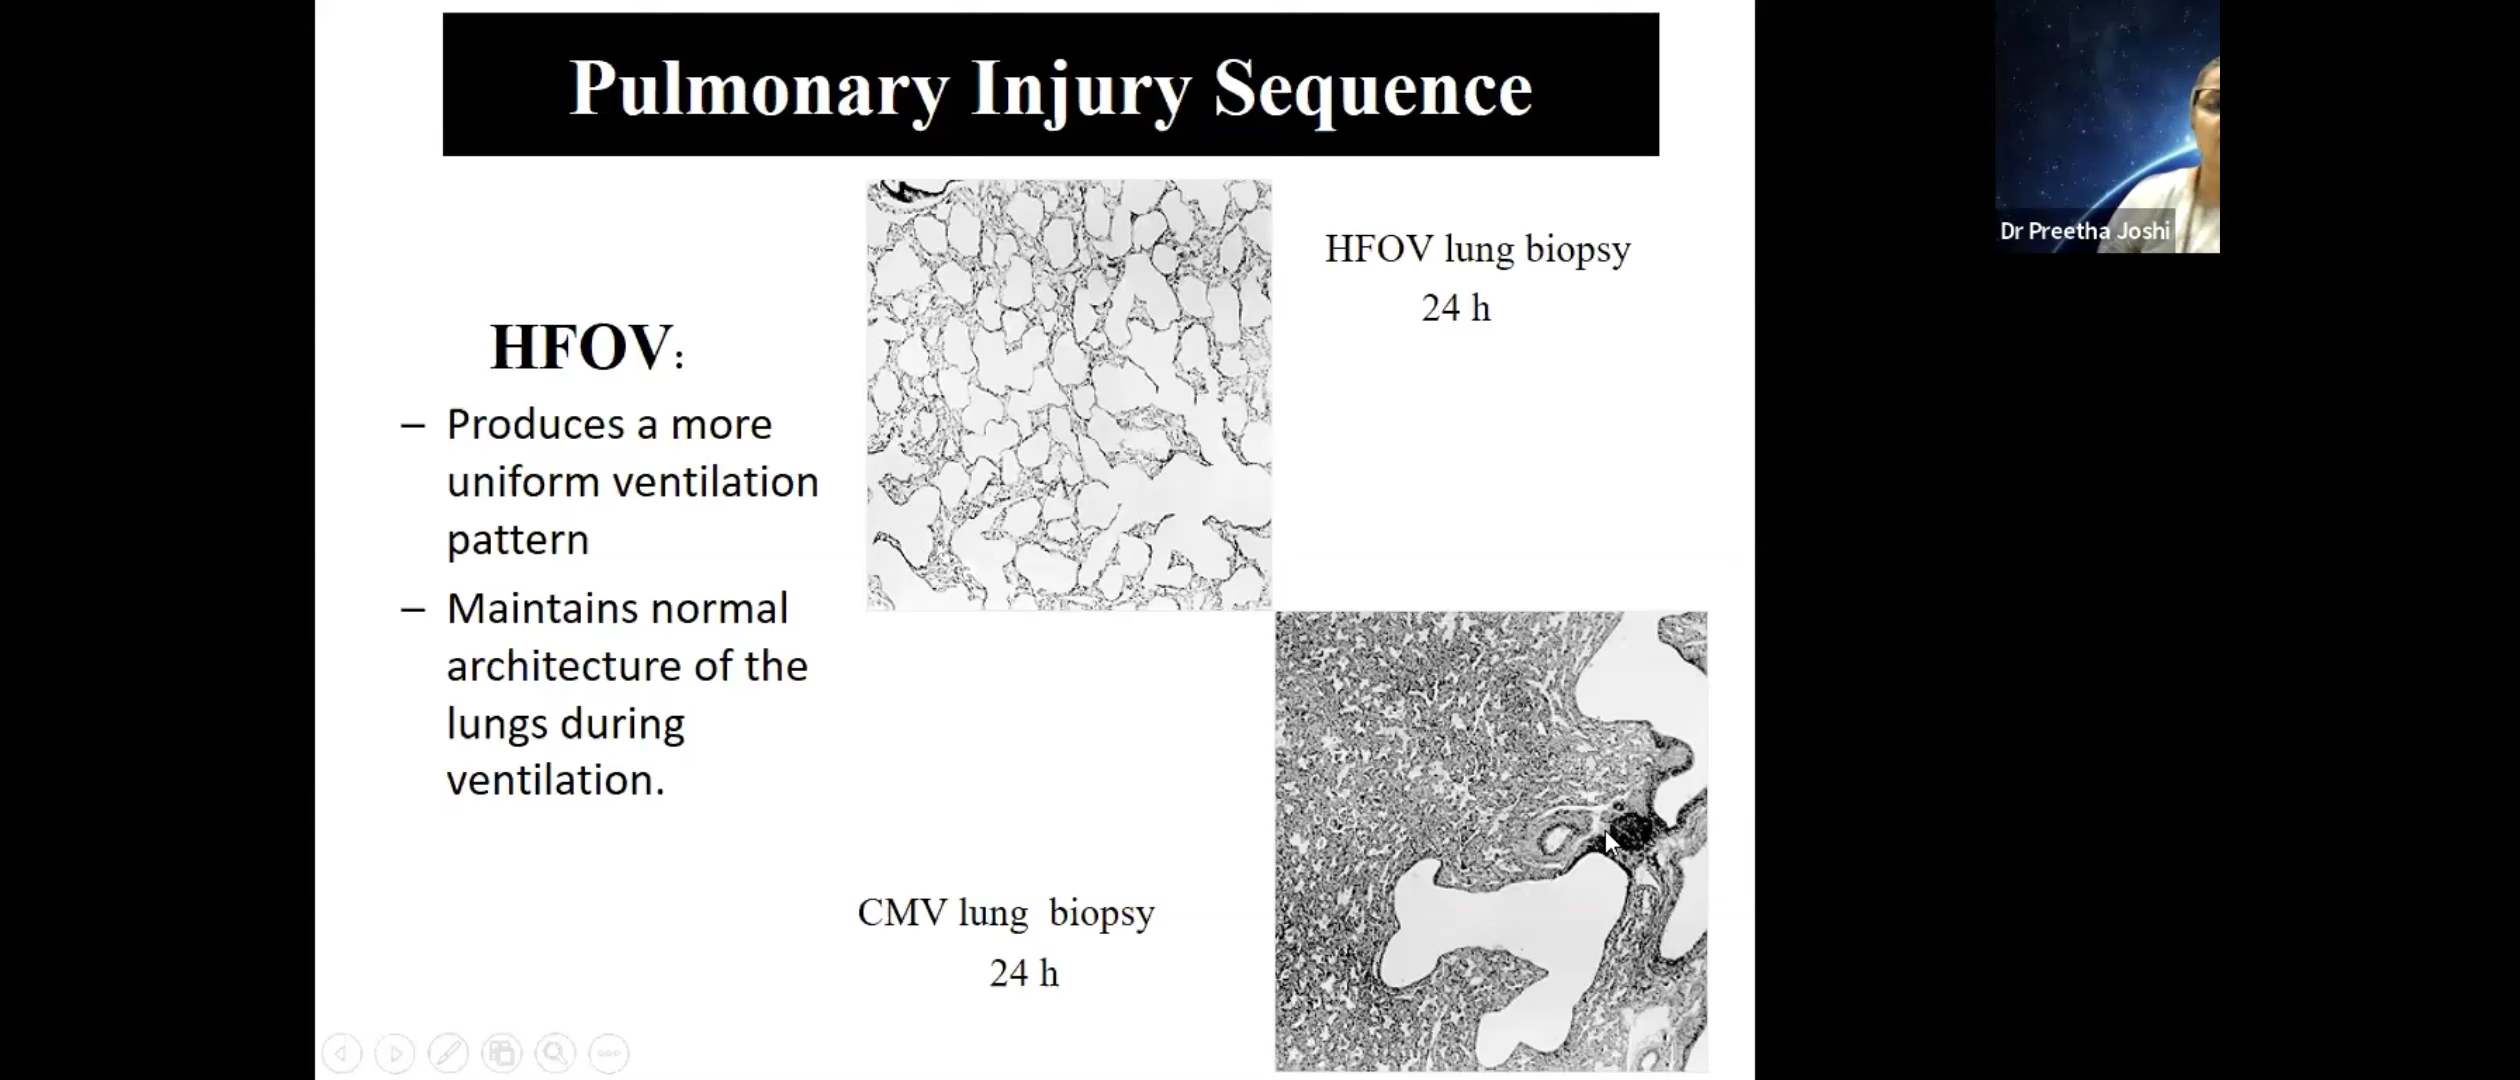 Pulmonary Injury Sequence
HFOV lung biopsy
24 h
HFOV:
– Produces a more
uniform ventilation
pattern
– Maintains normal
architecture of the
lungs during
ventilation.
CMV lung biopsy
24 h
Dr Preetha Joshi